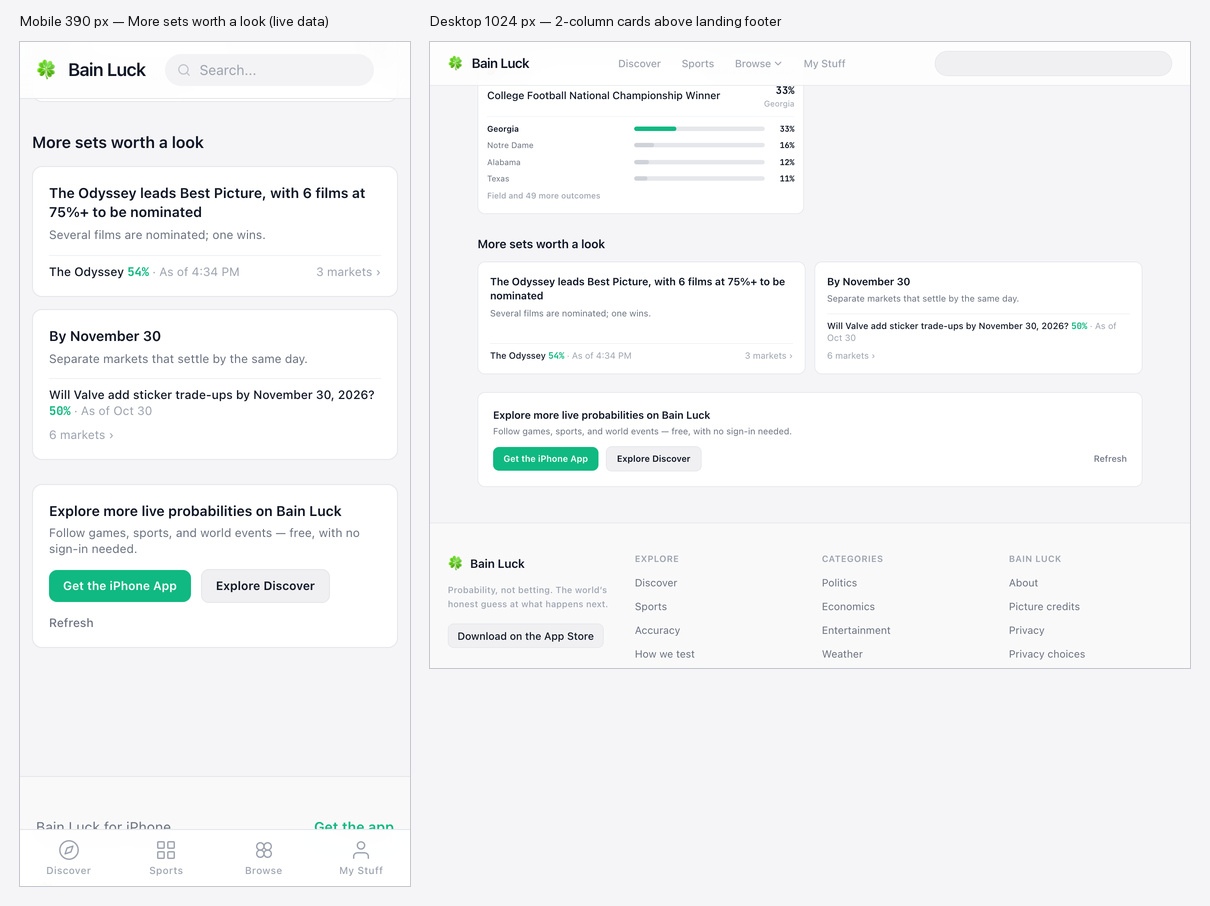 Mobile 390 px — More sets worth a look (live data)
Bain Luck
Search...
More sets worth a look
The Odyssey leads Best Picture, with 6 films at
75%+ to be nominated
Several films are nominated; one wins.
The Odyssey 54% · As of 4:34 PM
3 markets ›
By November 30
Separate markets that settle by the same day.
Will Valve add sticker trade-ups by November 30, 2026?
50% · As of Oct 30
6 markets ›
Explore more live probabilities on Bain Luck
Follow games, sports, and world events — free, with no
sign-in needed.
Get the iPhone App
Explore Discover
Refresh
Bain Luck for iPhone
Get the app
Discover
Sports
Browse
My Stuff
Desktop 1024 px — 2-column cards above landing footer
Bain Luck
Discover
Sports
Browse
My Stuff
College Football National Championship Winner
33%
Georgia
Georgia
33%
Notre Dame
16%
Alabama
12%
Texas
11%
Field and 49 more outcomes
More sets worth a look
The Odyssey leads Best Picture, with 6 films at 75%+ to be
nominated
Several films are nominated; one wins.
The Odyssey 54% · As of 4:34 PM
3 markets ›
By November 30
Separate markets that settle by the same day.
Will Valve add sticker trade-ups by November 30, 2026? 50% · As of
Oct 30
6 markets ›
Explore more live probabilities on Bain Luck
Follow games, sports, and world events — free, with no sign-in needed.
Get the iPhone App
Explore Discover
Refresh
Bain Luck
Probability, not betting. The world's
honest guess at what happens next.
Download on the App Store
EXPLORE
Discover
Sports
Accuracy
How we test
CATEGORIES
Politics
Economics
Entertainment
Weather
BAIN LUCK
About
Picture credits
Privacy
Privacy choices